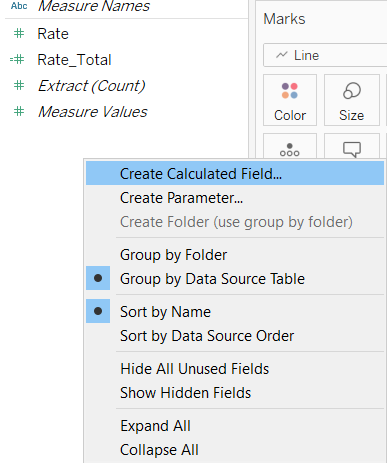 Abc Measure Names
# Rate
=# Rate_Total
# Extract (Count)
# Measure Values
Marks
Line
Color
Size
Create Calculated Field...
Create Parameter...
Create Folder (use group by folder)
Group by Folder
Group by Data Source Table
Sort by Name
Sort by Data Source Order
Hide All Unused Fields
Show Hidden Fields
Expand All
Collapse All